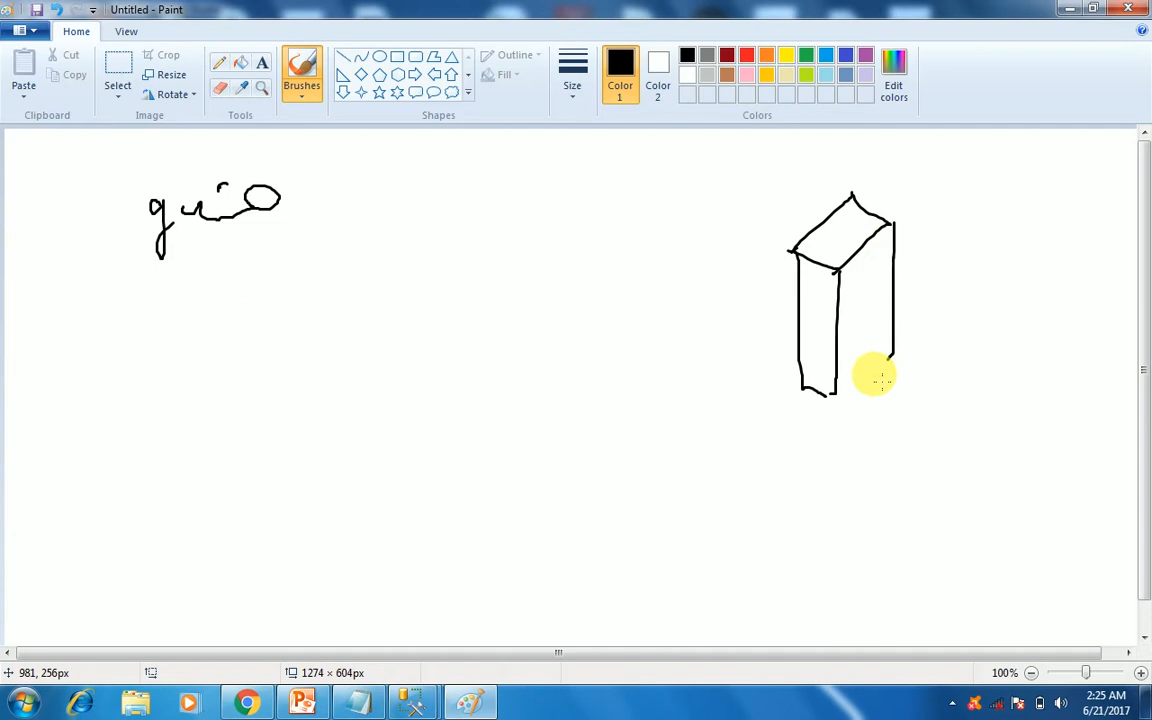 Untitled - Paint
Home View
Paste
Cut
Copy
Clipboard
Select
Crop
Resize
Rotate
Image
Tools
Brushes
Shapes
Outline
Fill
Size
Color 1
Color 2
Edit colors
Colors
981, 256px
1274 × 604px
100%
2:25 AM
6/21/2017